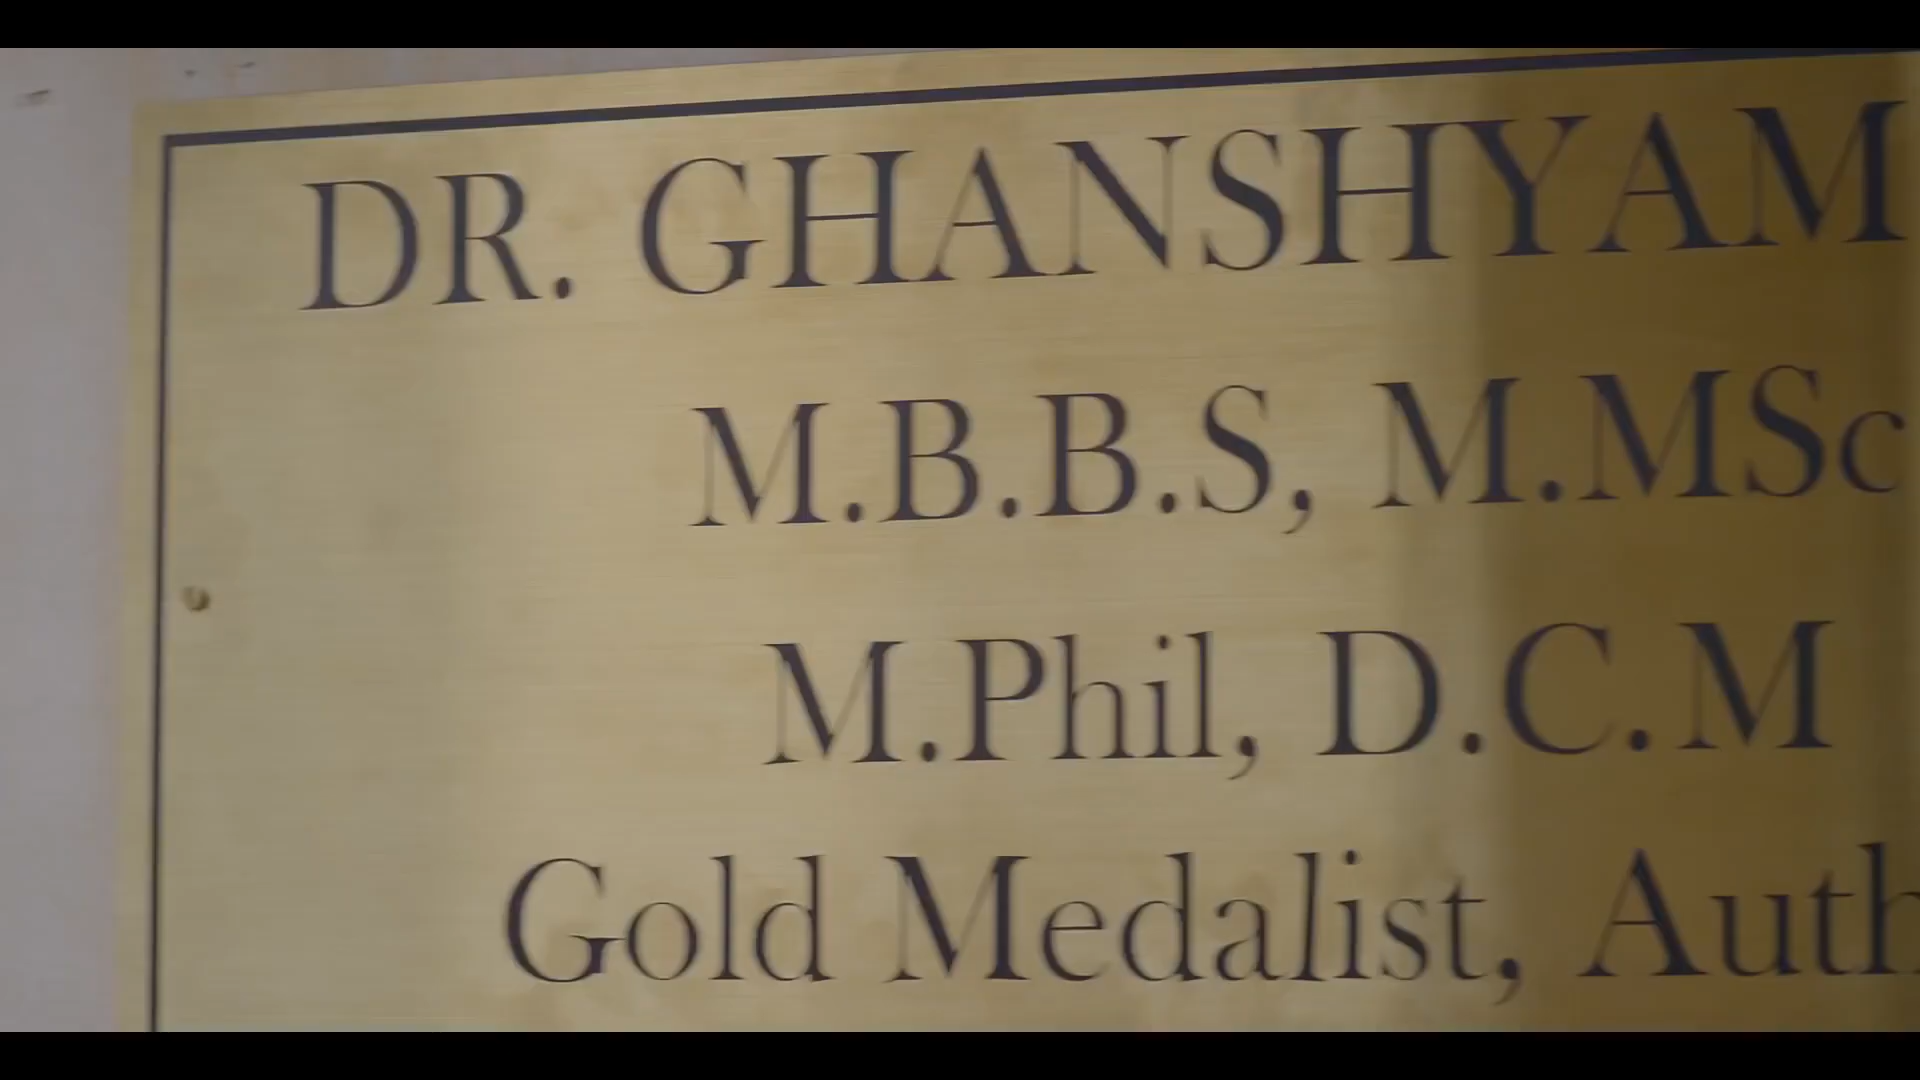 DR. GHANSHYAM
M.B.B.S, M.MSc
M.Phil, D.C.M
Gold Medalist,